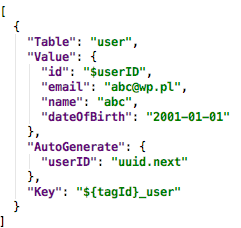 [
  {
    "Table": "user",
    "Value": {
      "id": "$userID",
      "email": "abc@wp.pl",
      "name": "abc",
      "dateOfBirth": "2001-01-01"
    },
    "AutoGenerate": {
      "userID": "uuid.next"
    },
    "Key": "${tagId}_user"
  }
]